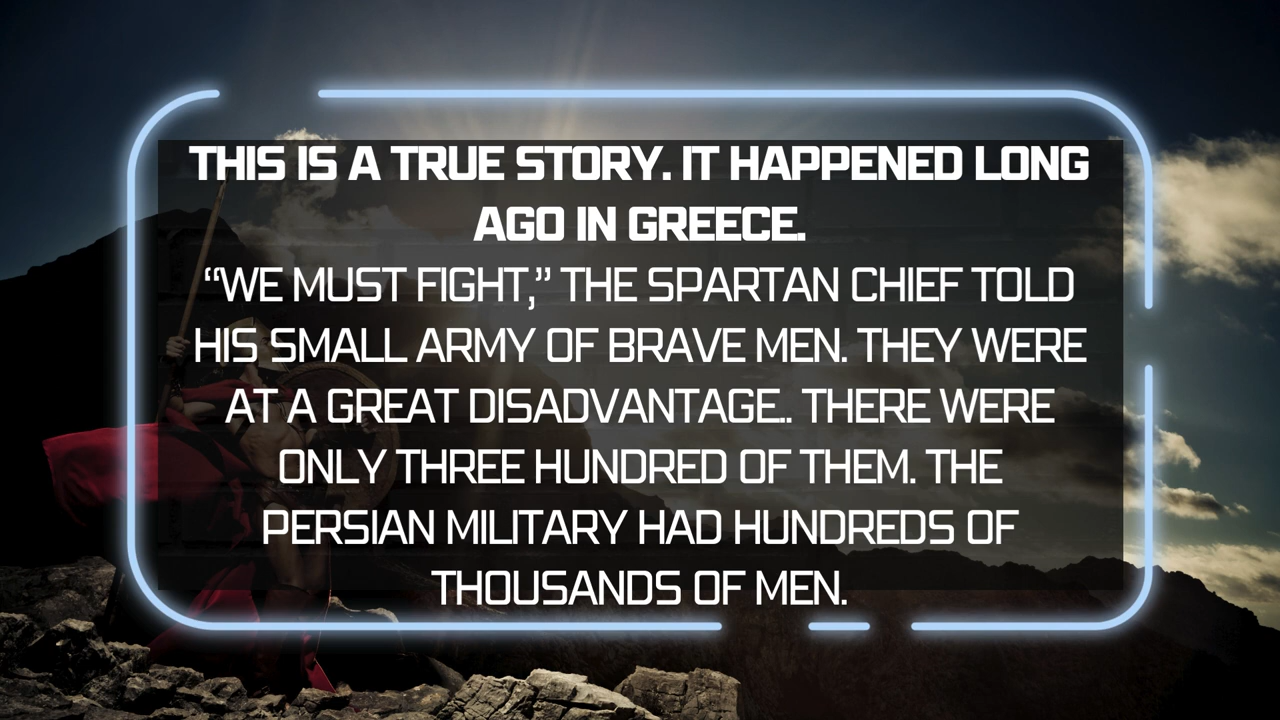 THIS IS A TRUE STORY. IT HAPPENED LONG
AGO IN GREECE.
“WE MUST FIGHT,” THE SPARTAN CHIEF TOLD
HIS SMALL ARMY OF BRAVE MEN. THEY WERE
AT A GREAT DISADVANTAGE.. THERE WERE
ONLY THREE HUNDRED OF THEM. THE
PERSIAN MILITARY HAD HUNDREDS OF
THOUSANDS OF MEN.